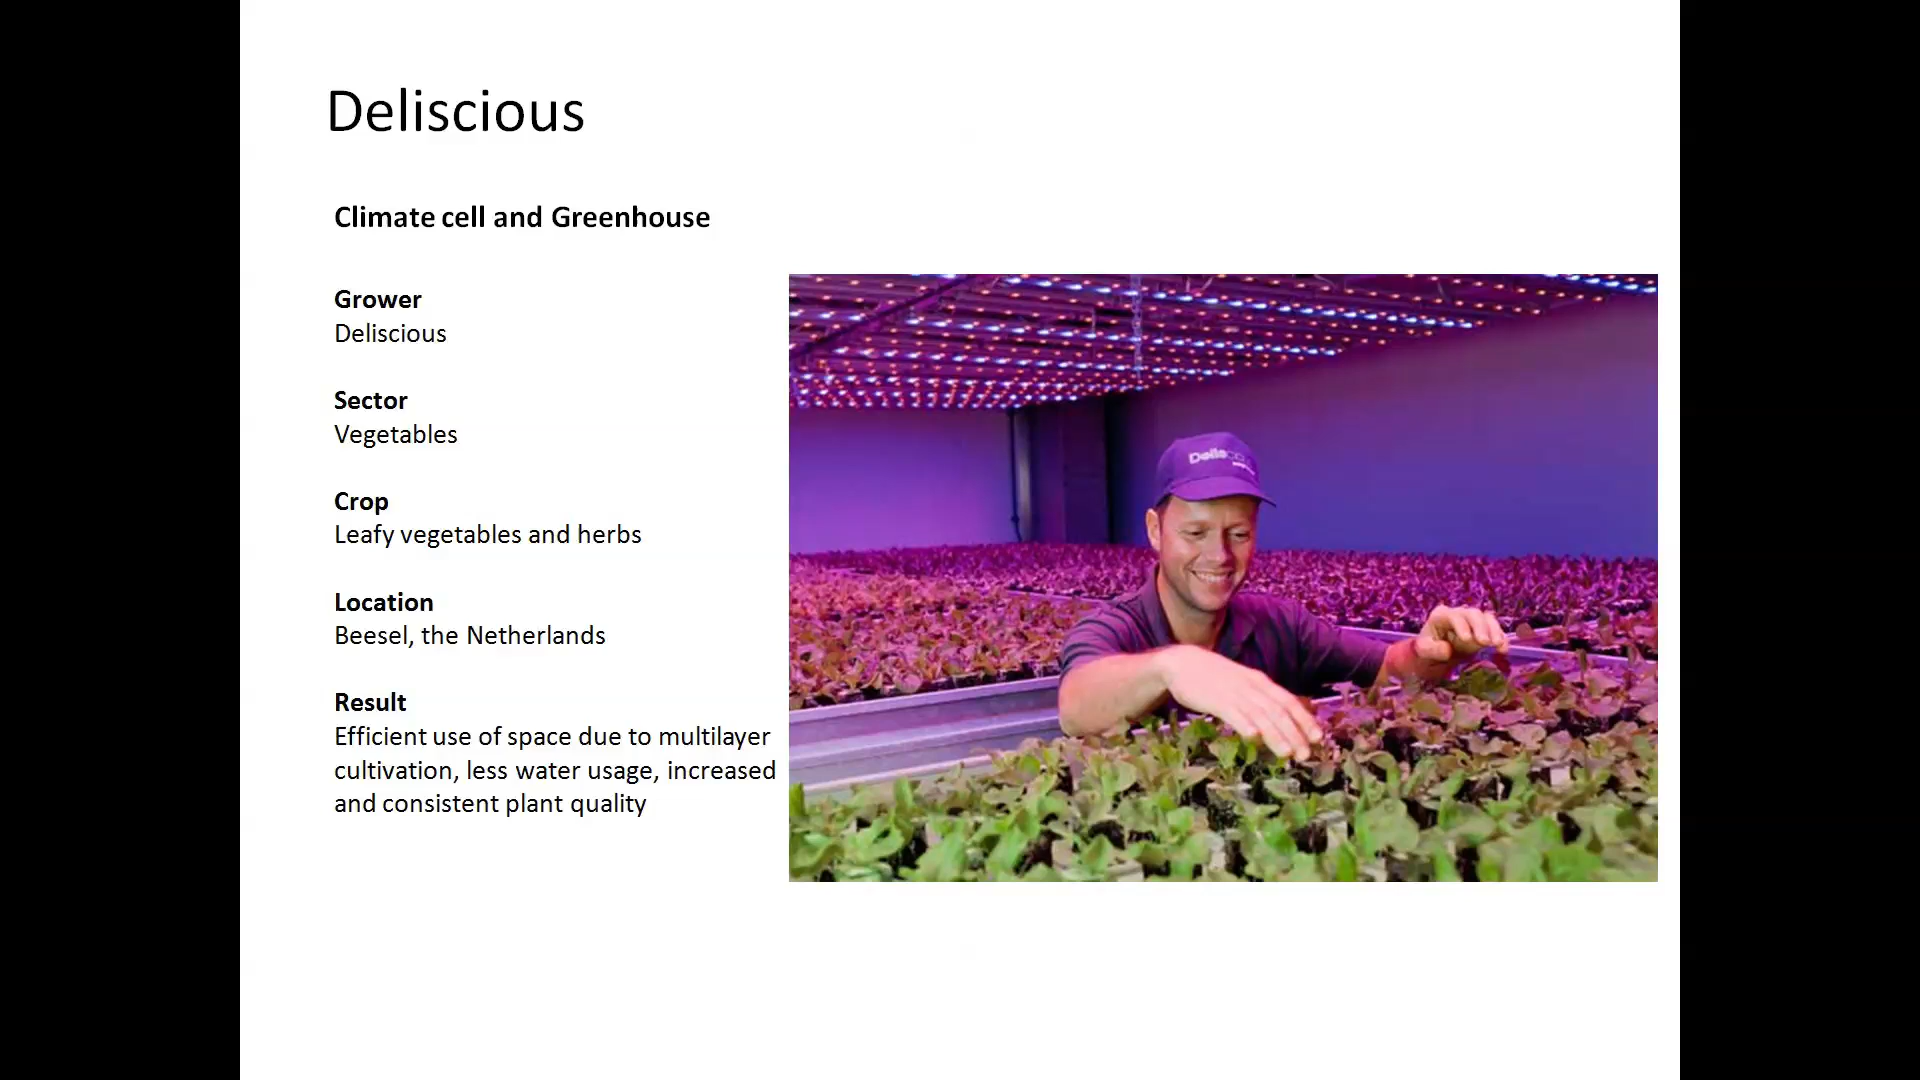 Deliscious
Climate cell and Greenhouse
Grower
Deliscious
Sector
Vegetables
Crop
Leafy vegetables and herbs
Location
Beesel, the Netherlands
Result
Efficient use of space due to multilayer
cultivation, less water usage, increased
and consistent plant quality